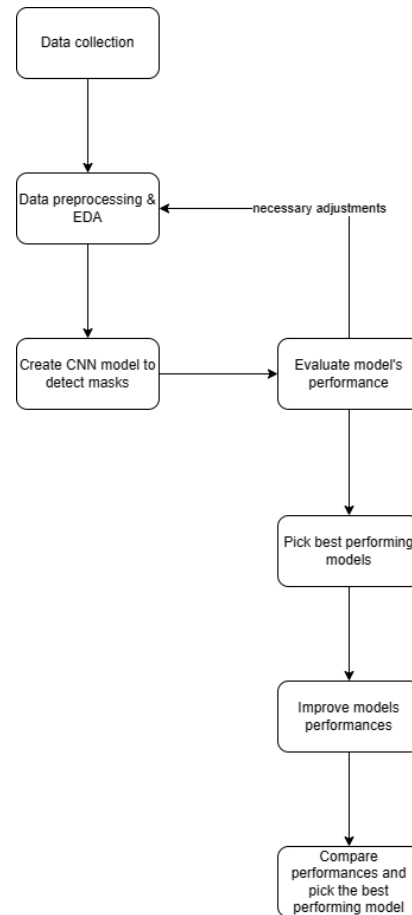 Data collection
Data preprocessing &
EDA
necessary adjustments
Create CNN model to
detect masks
Evaluate model's
performance
Pick best performing
models
Improve models
performances
Compare
performances and
pick the best
performing model